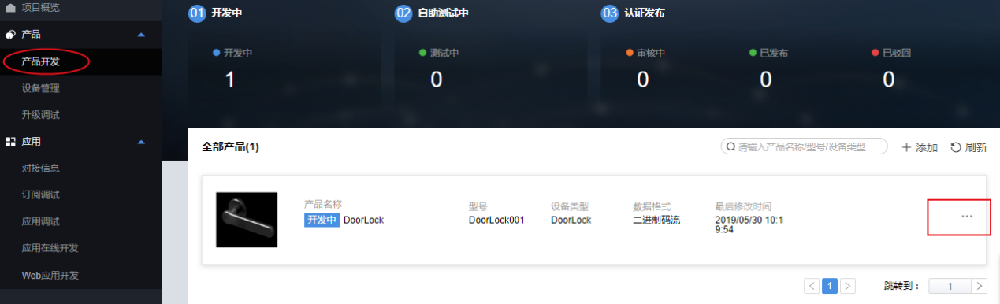 项目概览
产品
产品开发
设备管理
升级调试
应用
对接信息
订阅调试
应用调试
应用在线开发
Web应用开发
01 开发中
02 自助测试中
03 认证发布
开发中
测试中
审核中
已发布
已驳回
1
0
0
0
0
全部产品(1)
请输入产品名称/型号/设备类型
添加
刷新
产品名称
开发中 DoorLock
型号
DoorLock001
设备类型
DoorLock
数据格式
二进制码流
最后修改时间
2019/05/30 10:1
9:54
...
< 1 >
跳转到：
1 >